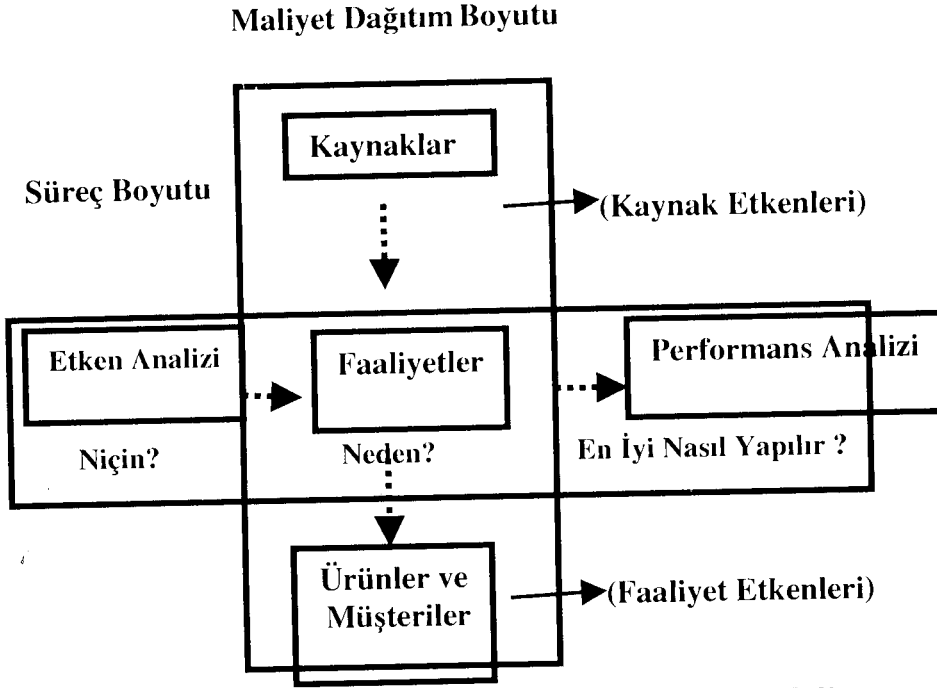 Maliyet Dağıtım Boyutu
Kaynaklar
Süreç Boyutu
(Kaynak Etkenleri)
Etken Analizi
Faaliyetler
Performans Analizi
Niçin?
Neden?
En İyi Nasıl Yapılır ?
Ürünler ve
Müşteriler
(Faaliyet Etkenleri)